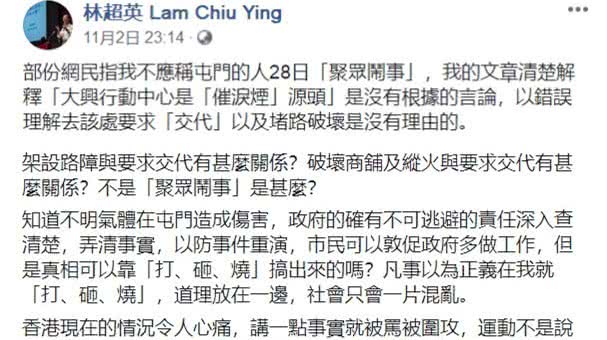 林超英 Lam Chiu Ying
11月2日 23:14
部份網民指我不應稱屯門的人28日「聚眾鬧事」，我的文章清楚解
釋「大興行動中心是「催淚煙」源頭」是沒有根據的言論，以錯誤
理解去該處要求「交代」以及堵路破壞是沒有理由的。
架設路障與要求交代有甚麼關係？破壞商舖及縱火與要求交代有甚
麼關係？不是「聚眾鬧事」是甚麼？
知道不明氣體在屯門造成傷害，政府的確有不可逃避的責任深入查
清楚，弄清事實，以防事件重演，市民可以敦促政府多做工作，但
是真相可以靠「打、砸、燒」搞出來的嗎？凡事以為正義在我就
「打、砸、燒」，道理放在一邊，社會只會一片混亂。
香港現在的情況令人心痛，講一點事實就被罵被圍攻，運動不是說